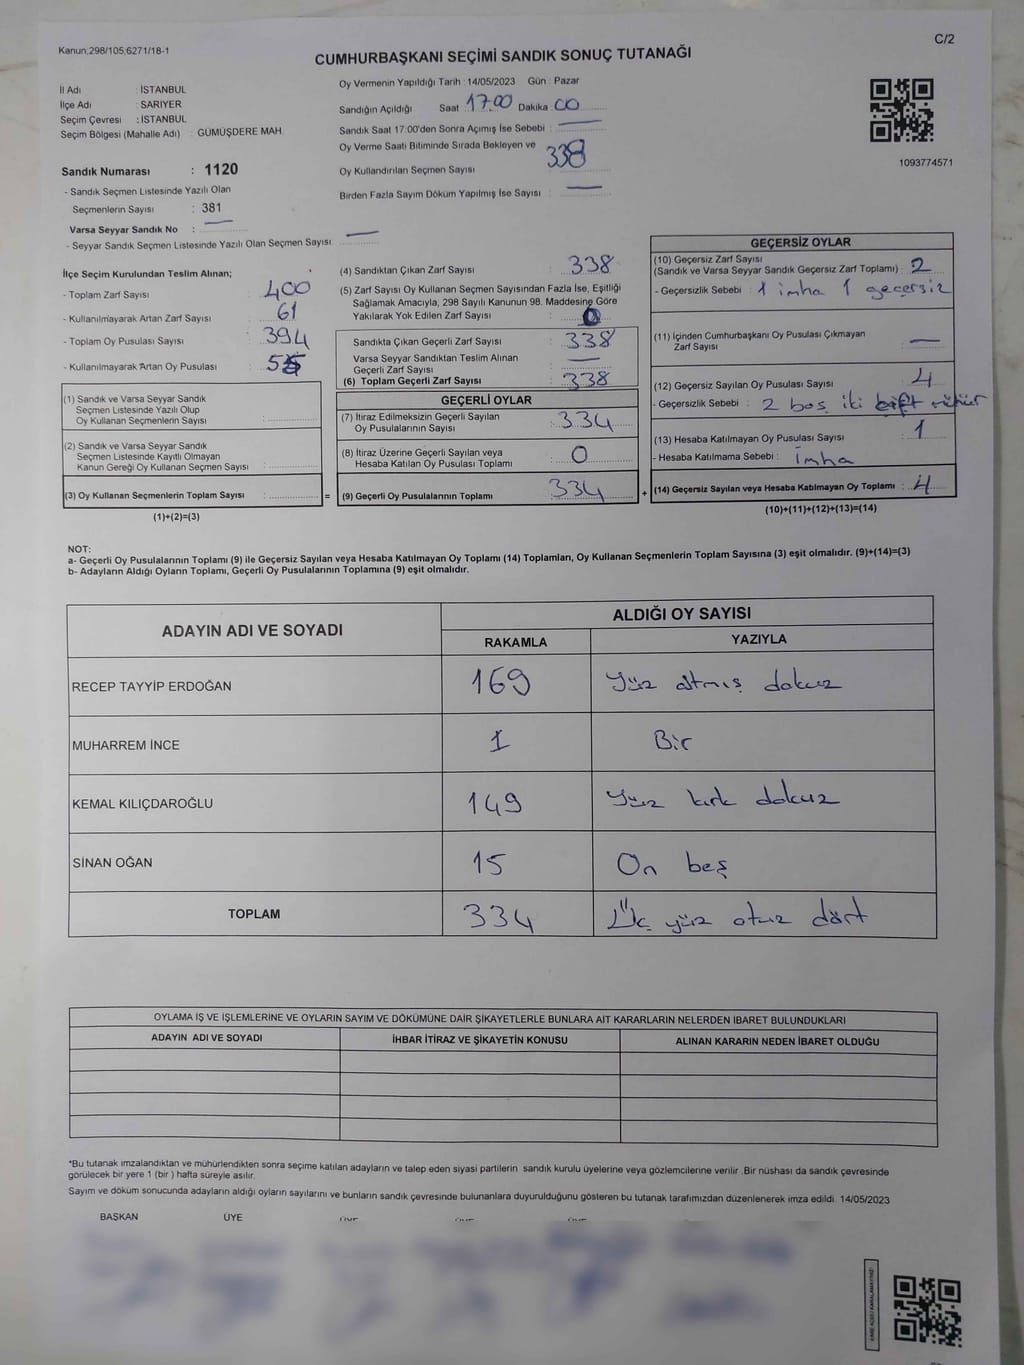 Kanun;298/105;6271/18-1
C/2
CUMHURBAŞKANI SEÇİMİ SANDIK SONUÇ TUTANAĞI
İl Adı : İSTANBUL
İlçe Adı : SARIYER
Seçim Çevresi : İSTANBUL
Seçim Bölgesi (Mahalle Adı) : GÜMÜŞDERE MAH.
Sandık Numarası : 1120
- Sandık Seçmen Listesinde Yazılı Olan
Seçmenlerin Sayısı : 381
Varsa Seyyar Sandık No : —
- Seyyar Sandık Seçmen Listesinde Yazılı Olan Seçmen Sayısı: —
Oy Vermenin Yapıldığı Tarih : 14/05/2023 Gün : Pazar
Sandığın Açıldığı Saat : 17.00 Dakika : 00
Sandık Saat 17:00'den Sonra Açımış İse Sebebi : —
Oy Verme Saati Bitiminde Sırada Bekleyen ve
Oy Kullandırılan Seçmen Sayısı : 338
Birden Fazla Sayım Döküm Yapılmış İse Sayısı : —
1093774571
İlçe Seçim Kurulundan Teslim Alınan;
- Toplam Zarf Sayısı : 400
- Kullanılmayarak Artan Zarf Sayısı : 61
- Toplam Oy Pusulası Sayısı : 394
- Kullanılmayarak Artan Oy Pusulası :
(1) Sandık ve Varsa Seyyar Sandık
Seçmen Listesinde Yazılı Olup
Oy Kullanan Seçmenlerin Sayısı :
(2) Sandık ve Varsa Seyyar Sandık
Seçmen Listesinde Kayıtlı Olmayan
Kanun Gereği Oy Kullanan Seçmen Sayısı :
(3) Oy Kullanan Seçmenlerin Toplam Sayısı : =
(1)+(2)=(3)
(4) Sandıktan Çıkan Zarf Sayısı : 338
(5) Zarf Sayısı Oy Kullanan Seçmen Sayısından Fazla İse, Eşitliği
Sağlamak Amacıyla, 298 Sayılı Kanunun 98. Maddesine Göre
Yakılarak Yok Edilen Zarf Sayısı : 0
Sandıkta Çıkan Geçerli Zarf Sayısı : 338
Varsa Seyyar Sandıktan Teslim Alınan
Geçerli Zarf Sayısı : —
(6) Toplam Geçerli Zarf Sayısı : 338
GEÇERLİ OYLAR
(7) İtiraz Edilmeksizin Geçerli Sayılan
Oy Pusulalarının Sayısı : 334
(8) İtiraz Üzerine Geçerli Sayılan veya
Hesaba Katılan Oy Pusulası Toplamı : 0
(9) Geçerli Oy Pusulalarının Toplamı : 334 +
GEÇERSİZ OYLAR
(10) Geçersiz Zarf Sayısı
(Sandık ve Varsa Seyyar Sandık Geçersiz Zarf Toplamı) : 2
- Geçersizlik Sebebi : 1 imha 1 geçersiz
(11) İçinden Cumhurbaşkanı Oy Pusulası Çıkmayan
Zarf Sayısı : —
(12) Geçersiz Sayılan Oy Pusulası Sayısı : 4
- Geçersizlik Sebebi : 2 boş iki çift mühür
(13) Hesaba Katılmayan Oy Pusulası Sayısı : 1
- Hesaba Katılmama Sebebi : imha
(14) Geçersiz Sayılan veya Hesaba Katılmayan Oy Toplamı : 4
(10)+(11)+(12)+(13)=(14)
NOT:
a- Geçerli Oy Pusulalarının Toplamı (9) ile Geçersiz Sayılan veya Hesaba Katılmayan Oy Toplamı (14) Toplamları, Oy Kullanan Seçmenlerin Toplam Sayısına (3) eşit olmalıdır. (9)+(14)=(3)
b- Adayların Aldığı Oyların Toplamı, Geçerli Oy Pusulalarının Toplamına (9) eşit olmalıdır.
ADAYIN ADI VE SOYADI
ALDIĞI OY SAYISI
RAKAMLA YAZIYLA
RECEP TAYYİP ERDOĞAN 169 Yüz altmış dokuz
MUHARREM İNCE 1 Bir
KEMAL KILIÇDAROĞLU 149 Yüz kırk dokuz
SİNAN OĞAN 15 On beş
TOPLAM 334 Üç yüz otuz dört
OYLAMA İŞ VE İŞLEMLERİNE VE OYLARIN SAYIM VE DÖKÜMÜNE DAİR ŞİKAYETLERLE BUNLARA AİT KARARLARIN NELERDEN İBARET BULUNDUKLARI
ADAYIN ADI VE SOYADI İHBAR İTİRAZ VE ŞİKAYETİN KONUSU ALINAN KARARIN NEDEN İBARET OLDUĞU
*Bu tutanak imzalandıktan ve mühürlendikten sonra seçime katılan adayların ve talep eden siyasi partilerin sandık kurulu üyelerine veya gözlemcilerine verilir .Bir nüshası da sandık çevresinde
görülecek bir yere 1 (bir ) hafta süreyle asılır.
Sayım ve döküm sonucunda adayların aldığı oyların sayılarını ve bunların sandık çevresinde bulunanlara duyurulduğunu gösteren bu tutanak tarafımızdan düzenlenerek imza edildi. 14/05/2023
BAŞKAN ÜYE ÜYE ÜYE ÜYE